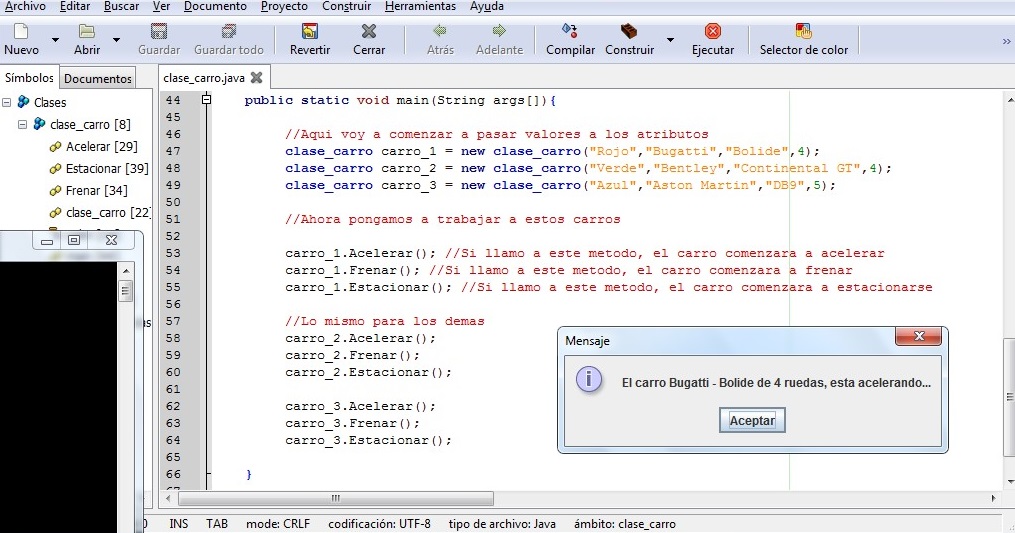 Archivo Editar Buscar Ver Documento Proyecto Construir Herramientas Ayuda
Nuevo Abrir Guardar Guardar todo Revertir Cerrar Atrás Adelante Compilar Construir Ejecutar Selector de color »
Símbolos Documentos
Clases
clase_carro [8]
Acelerar [29]
Estacionar [39]
Frenar [34]
clase_carro [22]
clase_carro.java
44 public static void main(String args[]){
45
46 //Aqui voy a comenzar a pasar valores a los atributos
47 clase_carro carro_1 = new clase_carro("Rojo","Bugatti","Bolide",4);
48 clase_carro carro_2 = new clase_carro("Verde","Bentley","Continental GT",4);
49 clase_carro carro_3 = new clase_carro("Azul","Aston Martin","DB9",5);
50
51 //Ahora pongamos a trabajar a estos carros
52
53 carro_1.Acelerar(); //Si llamo a este metodo, el carro comenzara a acelerar
54 carro_1.Frenar(); //Si llamo a este metodo, el carro comenzara a frenar
55 carro_1.Estacionar(); //Si llamo a este metodo, el carro comenzara a estacionarse
56
57 //Lo mismo para los demas
58 carro_2.Acelerar();
59 carro_2.Frenar();
60 carro_2.Estacionar();
61
62 carro_3.Acelerar();
63 carro_3.Frenar();
64 carro_3.Estacionar();
65
66 }
Mensaje
El carro Bugatti - Bolide de 4 ruedas, esta acelerando...
Aceptar
INS TAB mode: CRLF codificación: UTF-8 tipo de archivo: Java ámbito: clase_carro